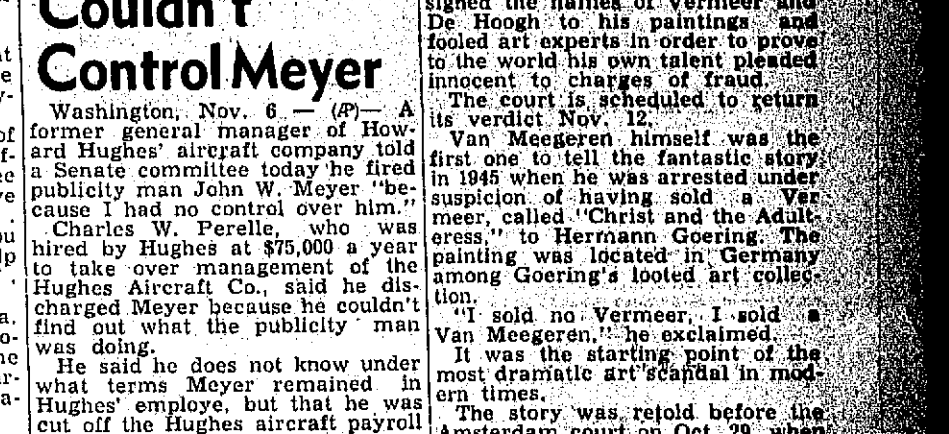 Couldn't
Control Meyer
Washington, Nov. 6 — (AP)— A
former general manager of How-
ard Hughes' aircraft company told
a Senate committee today he fired
publicity man John W. Meyer "be-
cause I had no control over him."
Charles W. Perelle, who was
hired by Hughes at $75,000 a year
to take over management of the
Hughes Aircraft Co., said he dis-
charged Meyer because he couldn't
find out what the publicity man
was doing.
He said he does not know under
what terms Meyer remained in
Hughes' employe, but that he was
cut off the Hughes aircraft payroll
signed the names of Vermeer and
De Hoogh to his paintings and
fooled art experts in order to prove
to the world his own talent pleaded
innocent to charges of fraud.
The court is scheduled to return
its verdict Nov. 12.
Van Meegeren himself was the
first one to tell the fantastic story
in 1945 when he was arrested under
suspicion of having sold a Ver
meer, called "Christ and the Adult-
eress," to Hermann Goering. The
painting was located in Germany
among Goering's looted art collec-
tion.
"I sold no Vermeer, I sold a
Van Meegeren," he exclaimed.
It was the starting point of the
most dramatic art scandal in mod-
ern times.
The story was retold before the
Amsterdam court on Oct. 29, when